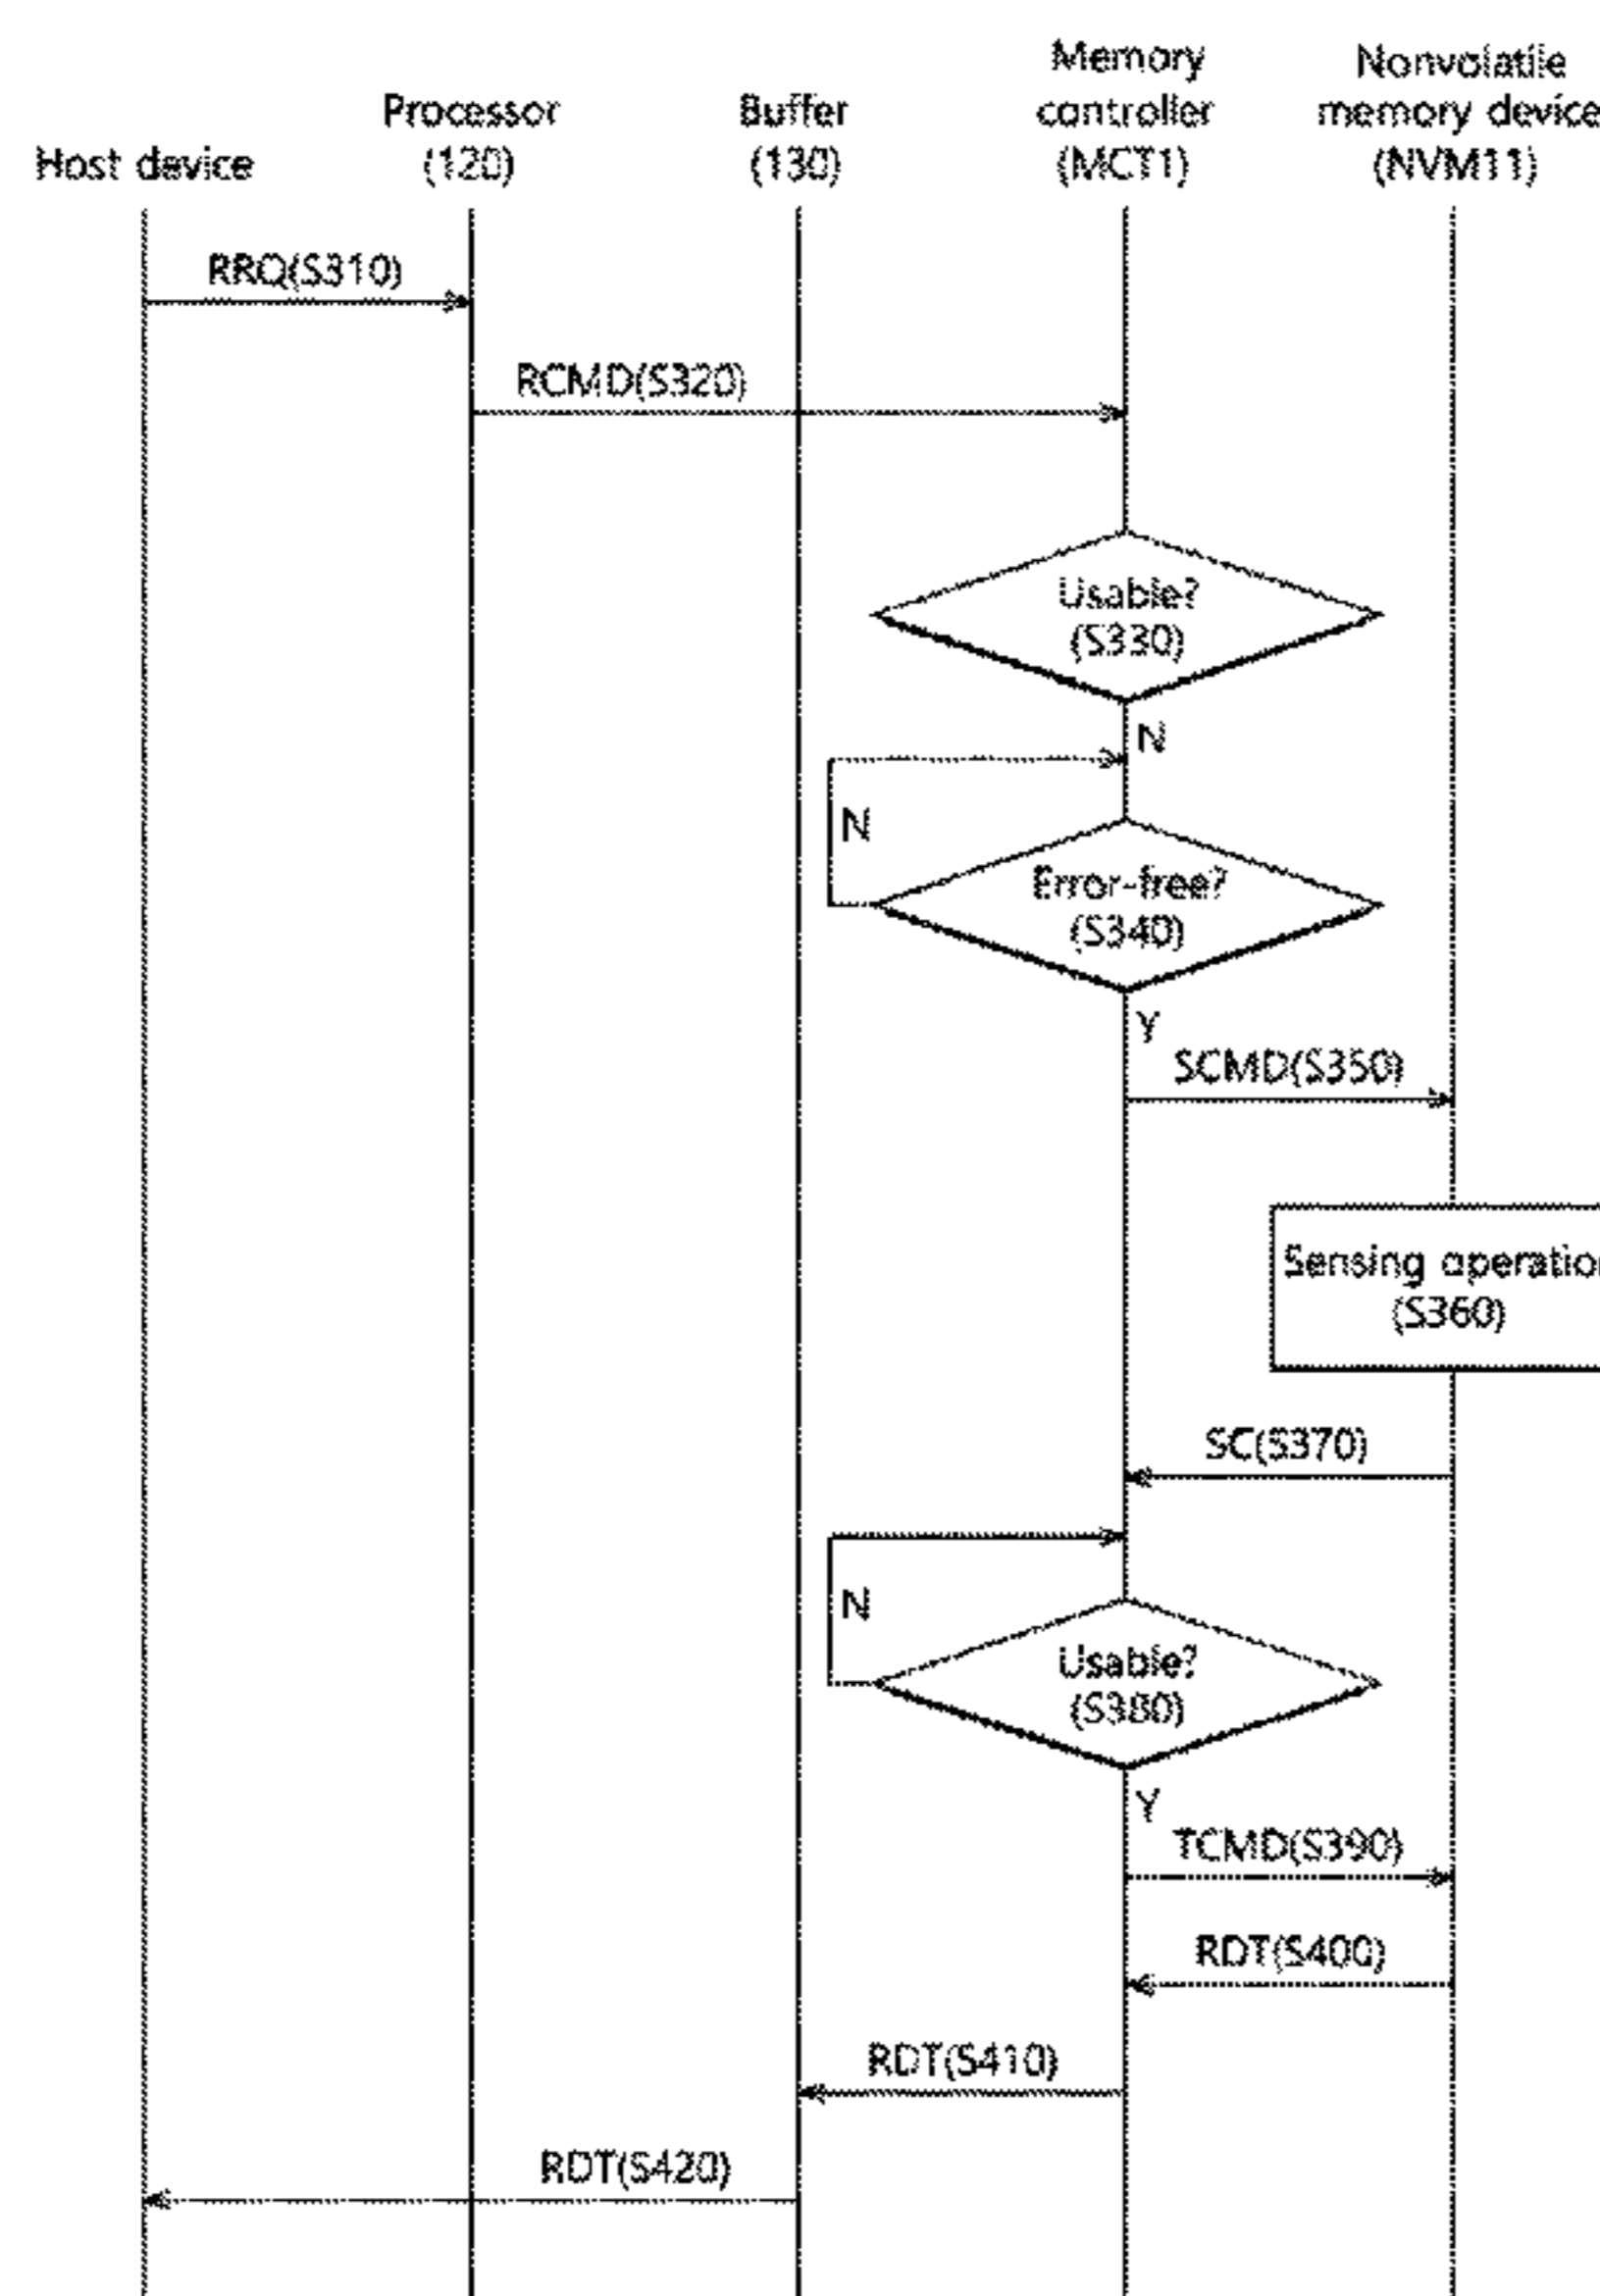 Host device
Processor
(120)
Buffer
(130)
Memory
controller
(MCT1)
Nonvolatile
memory device
(NVM11)
RRQ(S310)
RCMD(S320)
Usable?
(S330)
N
N
Error-free?
(S340)
Y
SCMD(S350)
Sensing operatio
(S360)
SC(S370)
N
Usable?
(S380)
Y
TCMD(S390)
RDT(S400)
RDT(S410)
RDT(S420)